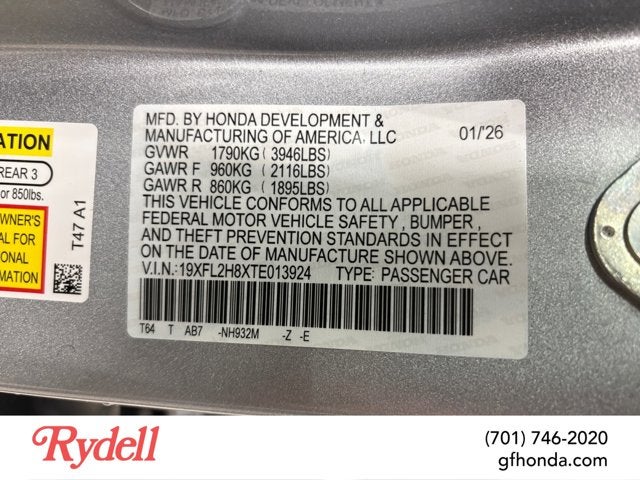 MFD. BY HONDA DEVELOPMENT &
MANUFACTURING OF AMERICA, LLC 01/'26
GVWR 1790KG ( 3946LBS)
GAWR F 960KG ( 2116LBS)
GAWR R 860KG ( 1895LBS)
THIS VEHICLE CONFORMS TO ALL APPLICABLE
FEDERAL MOTOR VEHICLE SAFETY , BUMPER,
AND THEFT PREVENTION STANDARDS IN EFFECT
ON THE DATE OF MANUFACTURE SHOWN ABOVE.
V.I.N.: 19XFL2H8XTE013924 TYPE: PASSENGER CAR
T64 T AB7 -NH932M -Z -E
ATION
REAR 3
or 850lbs.
OWNER'S
AL FOR
IONAL
MATION
T47 A1
Rydell
(701) 746-2020
gfhonda.com